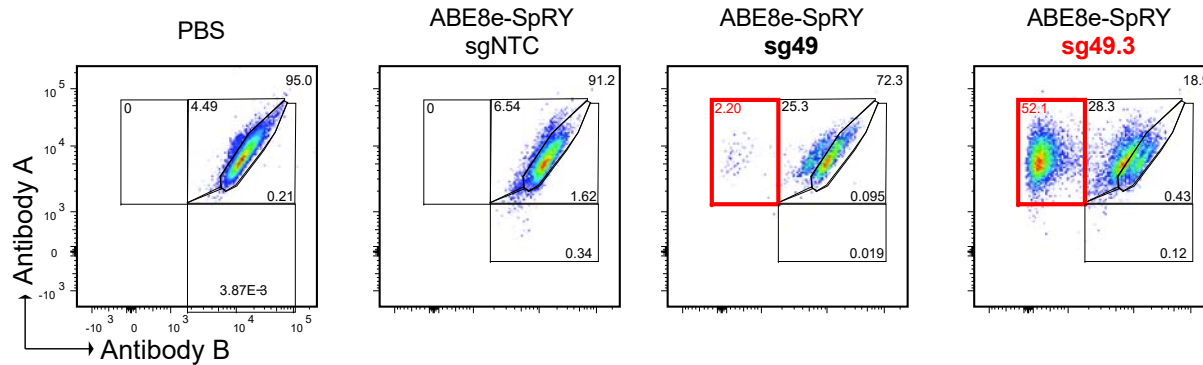 PBS
ABE8e-SpRY
sgNTC
ABE8e-SpRY
sg49
ABE8e-SpRY
sg49.3
95.0
0
4.49
0.21
3.87E-3
91.2
0
6.54
1.62
0.34
72.3
2.20
25.3
0.095
0.019
52.1
28.3
0.43
0.12
10 5
10 4
10 3
0
-10 3
Antibody A
-10 3 0 10 3 10 4 10 5
Antibody B